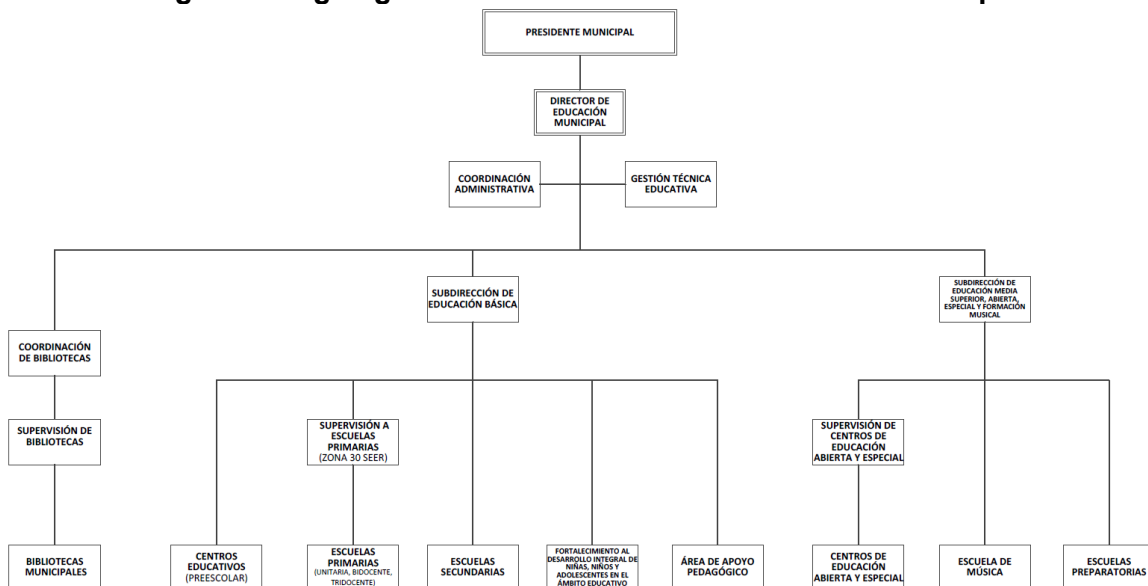 PRESIDENTE MUNICIPAL
DIRECTOR DE
EDUCACIÓN
MUNICIPAL
COORDINACIÓN
ADMINISTRATIVA
GESTIÓN TÉCNICA
EDUCATIVA
SUBDIRECCIÓN DE
EDUCACIÓN BÁSICA
SUBDIRECCIÓN DE
EDUCACIÓN MEDIA
SUPERIOR, ABIERTA,
ESPECIAL Y FORMACIÓN
MUSICAL
COORDINACIÓN
DE BIBLIOTECAS
SUPERVISIÓN DE
BIBLIOTECAS
SUPERVISIÓN A
ESCUELAS
PRIMARIAS
(ZONA 30 SEER)
SUPERVISIÓN DE
CENTROS DE
EDUCACIÓN
ABIERTA Y ESPECIAL
BIBLIOTECAS
MUNICIPALES
CENTROS
EDUCATIVOS
(PREESCOLAR)
ESCUELAS
PRIMARIAS
(UNITARIA, BIDOCENTE,
TRIDOCENTE)
ESCUELAS
SECUNDARIAS
FORTALECIMIENTO AL
DESARROLLO INTEGRAL DE
NIÑAS, NIÑOS Y
ADOLESCENTES EN EL
ÁMBITO EDUCATIVO
ÁREA DE APOYO
PEDAGÓGICO
CENTROS DE
EDUCACIÓN
ABIERTA Y ESPECIAL
ESCUELA DE
MÚSICA
ESCUELAS
PREPARATORIAS